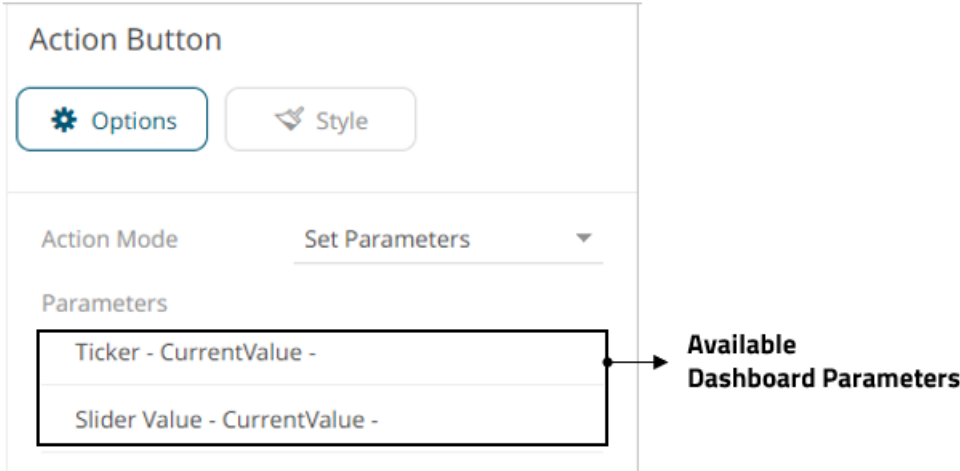 Action Button
Options
Style
Action Mode
Set Parameters
Parameters
Ticker - CurrentValue -
Slider Value - CurrentValue -
Available
Dashboard Parameters